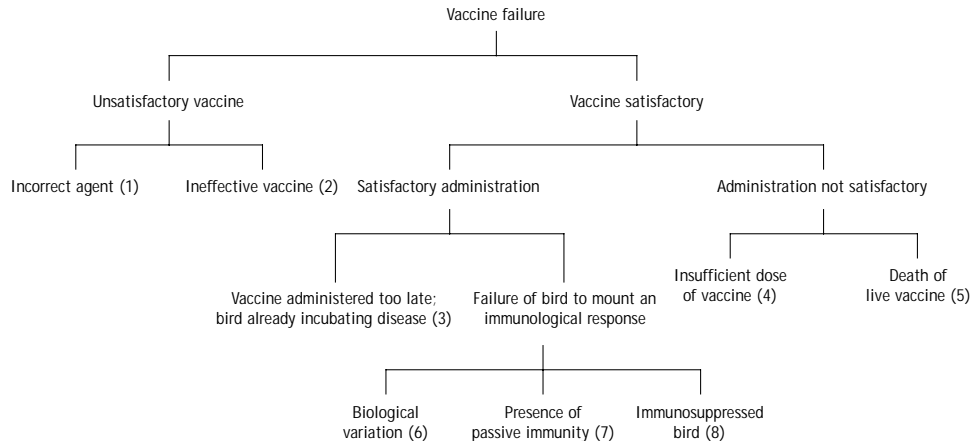 Vaccine failure
Unsatisfactory vaccine
Vaccine satisfactory
Incorrect agent (1)
Ineffective vaccine (2)
Satisfactory administration
Administration not satisfactory
Vaccine administered too late;
bird already incubating disease (3)
Failure of bird to mount an
immunological response
Insufficient dose
of vaccine (4)
Death of
live vaccine (5)
Biological
variation (6)
Presence of
passive immunity (7)
Immunosuppressed
bird (8)